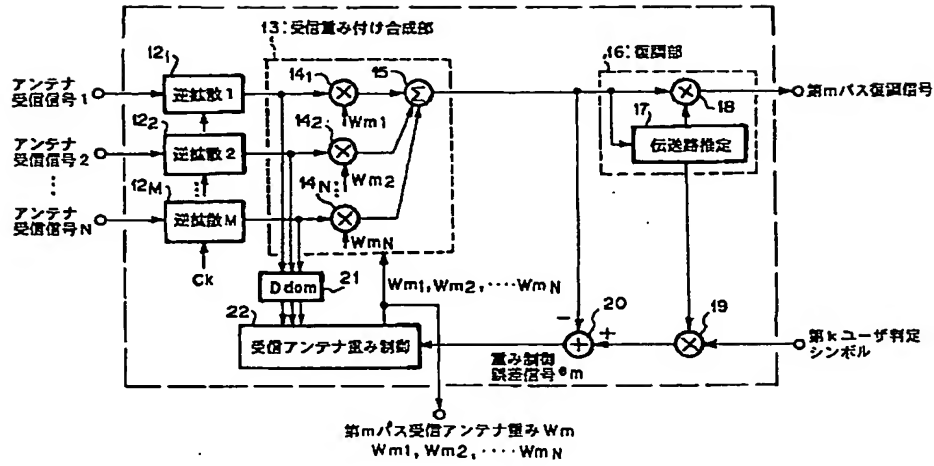 13:受信重み付け合成部
16:復調部
アンテナ
受信信号1
12₁
逆拡散1
14₁
Wm1
15
Σ
18
第mパス復調信号
17
伝送路推定
アンテナ
受信信号2
12₂
逆拡散2
14₂
Wm2
アンテナ
受信信号N
12M
逆拡散M
14N
WmN
Ck
Ddem
21
Wm1, Wm2, ····WmN
22
受信アンテナ重み制御
重み制御
誤差信号em
−
20
+
19
第kユーザ判定
シンボル
第mパス受信アンテナ重みWm
Wm1, Wm2, ····WmN